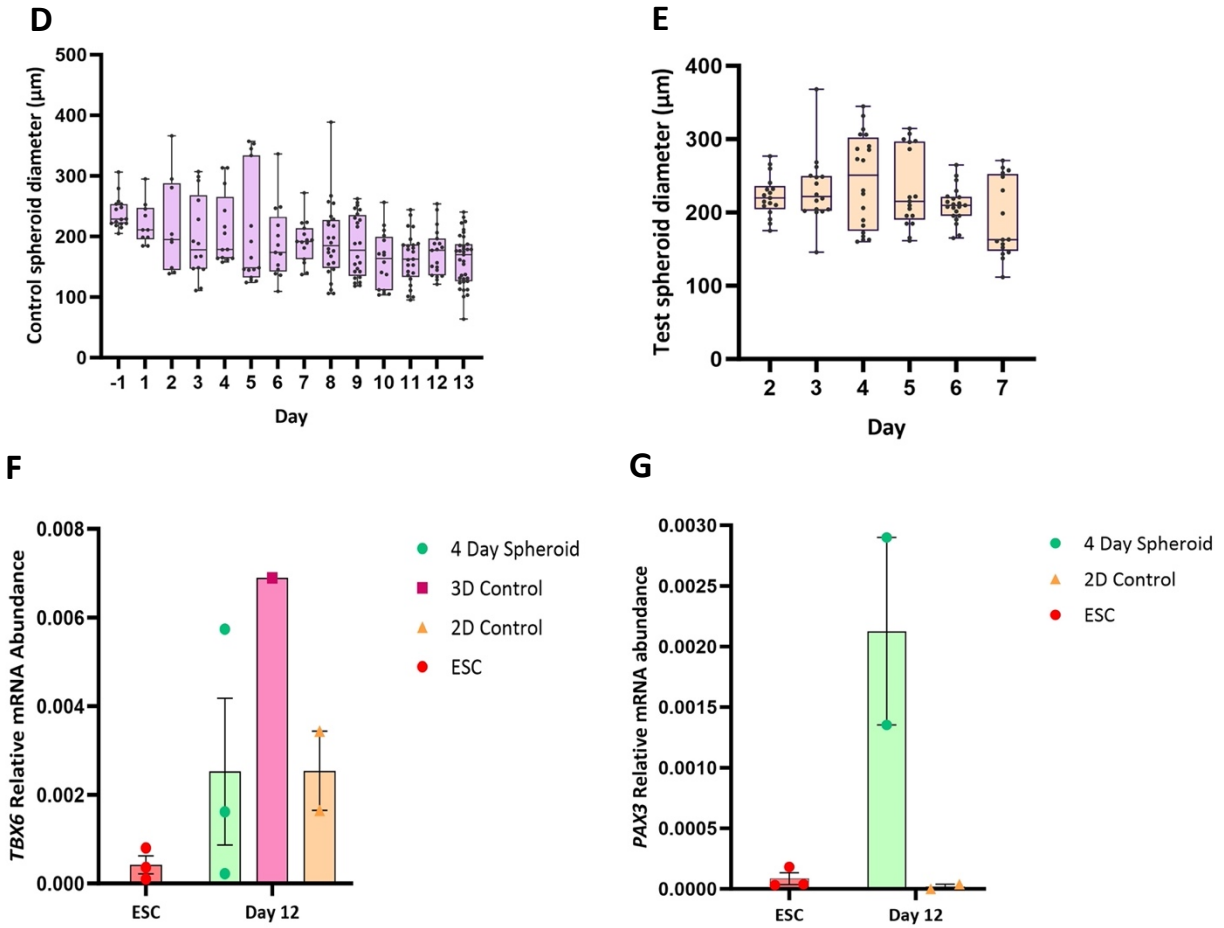 D
Control spheroid diameter (μm)
500
400
300
200
100
0
-1 1 2 3 4 5 6 7 8 9 10 11 12 13
Day
E
Test spheroid diameter (μm)
400
300
200
100
0
2 3 4 5 6 7
Day
F
TBX6 Relative mRNA Abundance
0.008
0.006
0.004
0.002
0.000
ESC Day 12
4 Day Spheroid
3D Control
2D Control
ESC
G
PAX3 Relative mRNA abundance
0.0030
0.0025
0.0020
0.0015
0.0010
0.0005
0.0000
ESC Day 12
4 Day Spheroid
2D Control
ESC